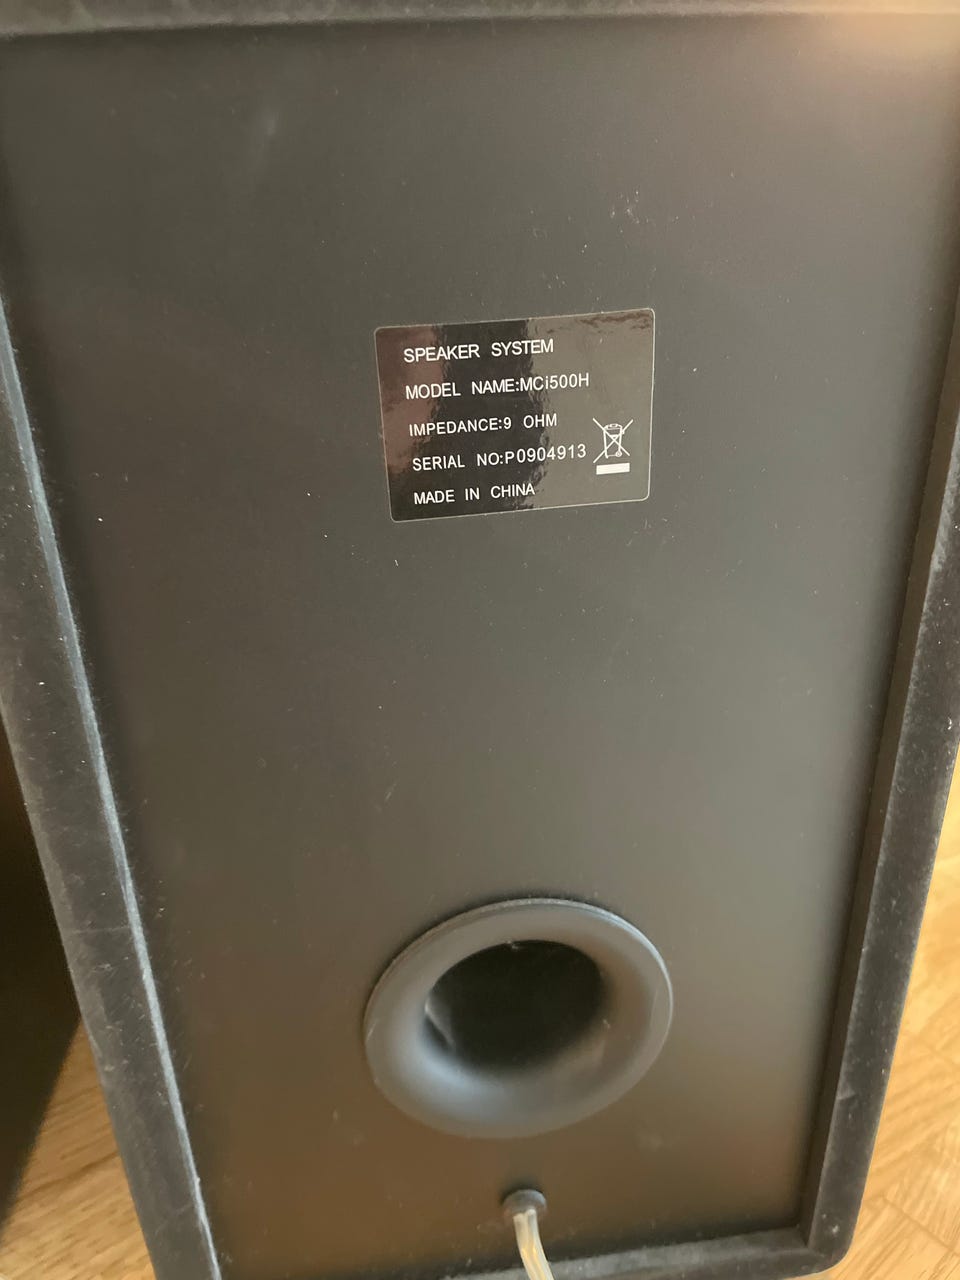 SPEAKER SYSTEM
MODEL NAME:MCi500H
IMPEDANCE:9 OHM
SERIAL NO:P0904913
MADE IN CHINA